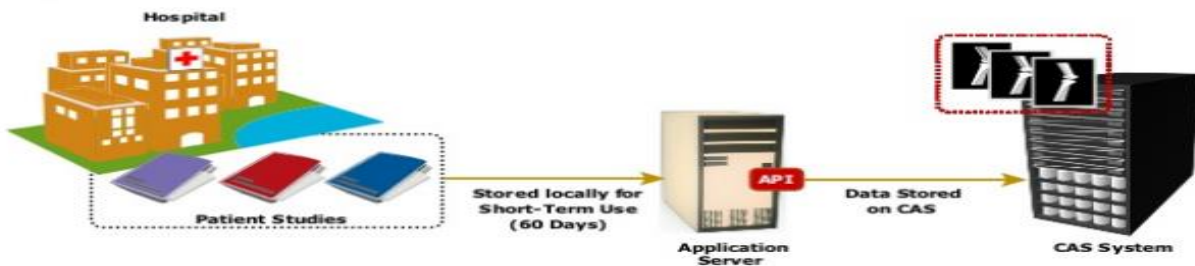 Hospital
Patient Studies
Stored locally for
Short-Term Use
(60 Days)
API
Application
Server
Data Stored
on CAS
CAS System